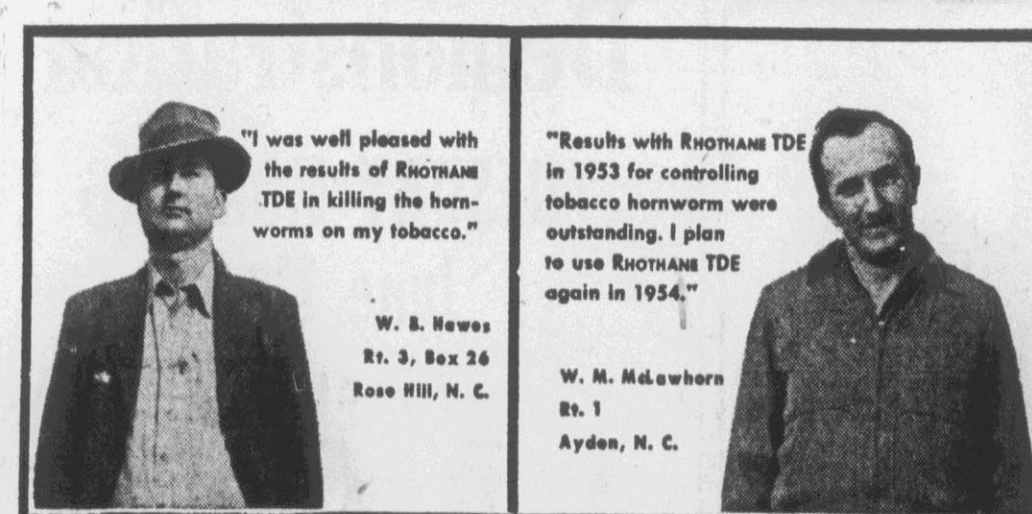 "I was well pleased with
the results of RHOTHANE
TDE in killing the horn-
worms on my tobacco."
W. B. Hawes
Rt. 3, Box 26
Rose Hill, N. C.
"Results with RHOTHANE TDE
in 1953 for controlling
tobacco hornworm were
outstanding. I plan
to use RHOTHANE TDE
again in 1954."
W. M. McLawhorn
Rt. 1
Ayden, N. C.